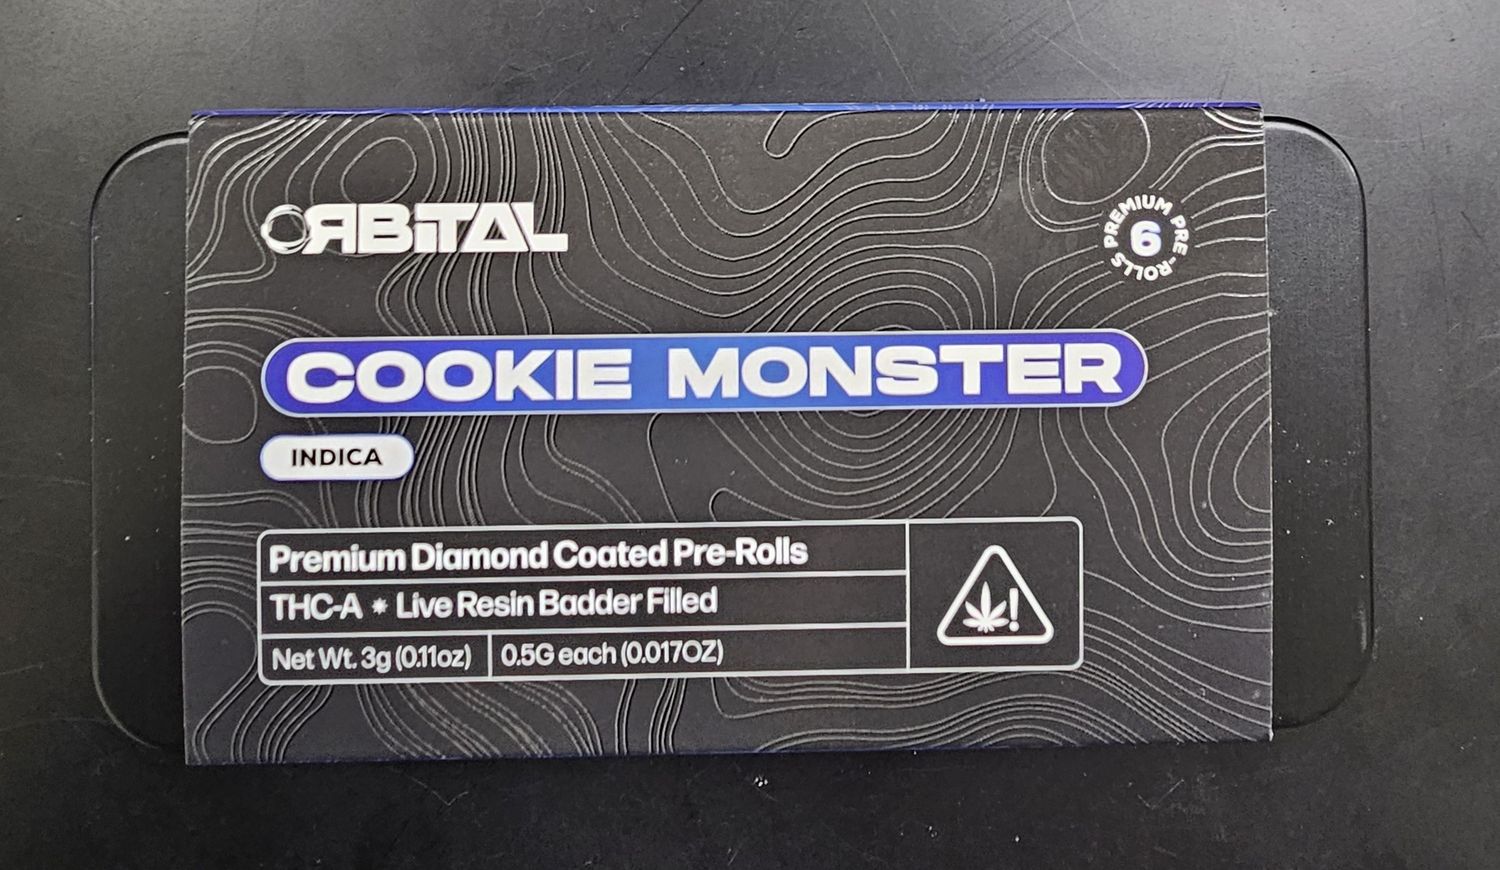 ORBITAL
PREMIUM PRE-ROLLS
6
COOKIE MONSTER
INDICA
Premium Diamond Coated Pre-Rolls
THC-A * Live Resin Badder Filled
Net Wt. 3g (0.11oz)
0.5G each (0.017OZ)
!